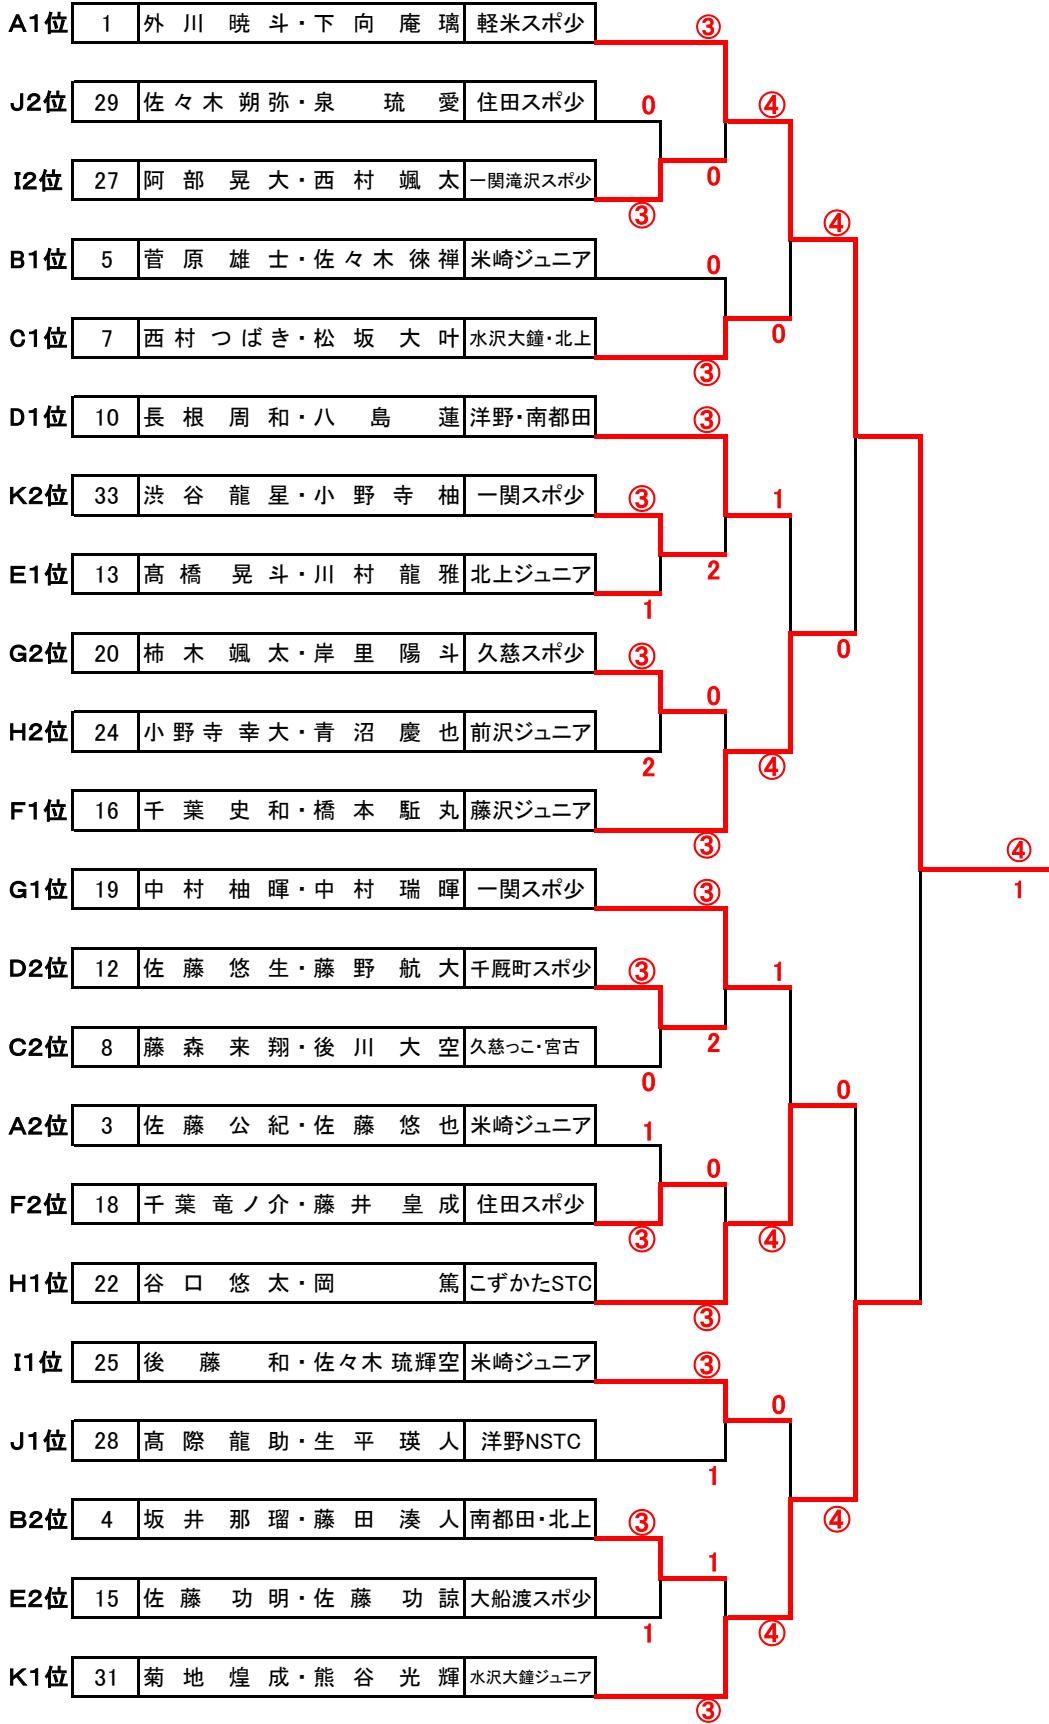 A1位 1 外川 暁斗・下向 庵璃 軽米スポ少
③
J2位 29 佐々木 朔弥・泉 琉愛 住田スポ少
0 ④
I2位 27 阿部 晃大・西村 颯太 一関滝沢スポ少
0
③ ④
B1位 5 菅原 雄士・佐々木 徠禅 米崎ジュニア
0
C1位 7 西村 つばき・松坂 大叶 水沢大鐘・北上
0
③
D1位 10 長根 周和・八島 蓮 洋野・南都田
③
K2位 33 渋谷 龍星・小野寺 柚 一関スポ少
③ 1
E1位 13 髙橋 晃斗・川村 龍雅 北上ジュニア
2
1
G2位 20 柿木 颯太・岸里 陽斗 久慈スポ少
③ 0
H2位 24 小野寺 幸大・青沼 慶也 前沢ジュニア
0
2 ④
F1位 16 千葉 史和・橋本 駈丸 藤沢ジュニア
③ ④
G1位 19 中村 柚暉・中村 瑞暉 一関スポ少
③ 1
D2位 12 佐藤 悠生・藤野 航大 千厩町スポ少
③ 1
C2位 8 藤森 来翔・後川 大空 久慈っこ・宮古
2
0 0
A2位 3 佐藤 公紀・佐藤 悠也 米崎ジュニア
1
F2位 18 千葉 竜ノ介・藤井 皇成 住田スポ少
0
③ ④
H1位 22 谷口 悠太・岡 篤 こずかたSTC
③
I1位 25 後藤 和・佐々木 琉輝空 米崎ジュニア
③
J1位 28 髙際 龍助・生平 瑛人 洋野NSTC
0
1
B2位 4 坂井 那瑠・藤田 湊人 南都田・北上
③ ④
E2位 15 佐藤 功明・佐藤 功諒 大船渡スポ少
1
1 ④
K1位 31 菊地 煌成・熊谷 光輝 水沢大鐘ジュニア
③